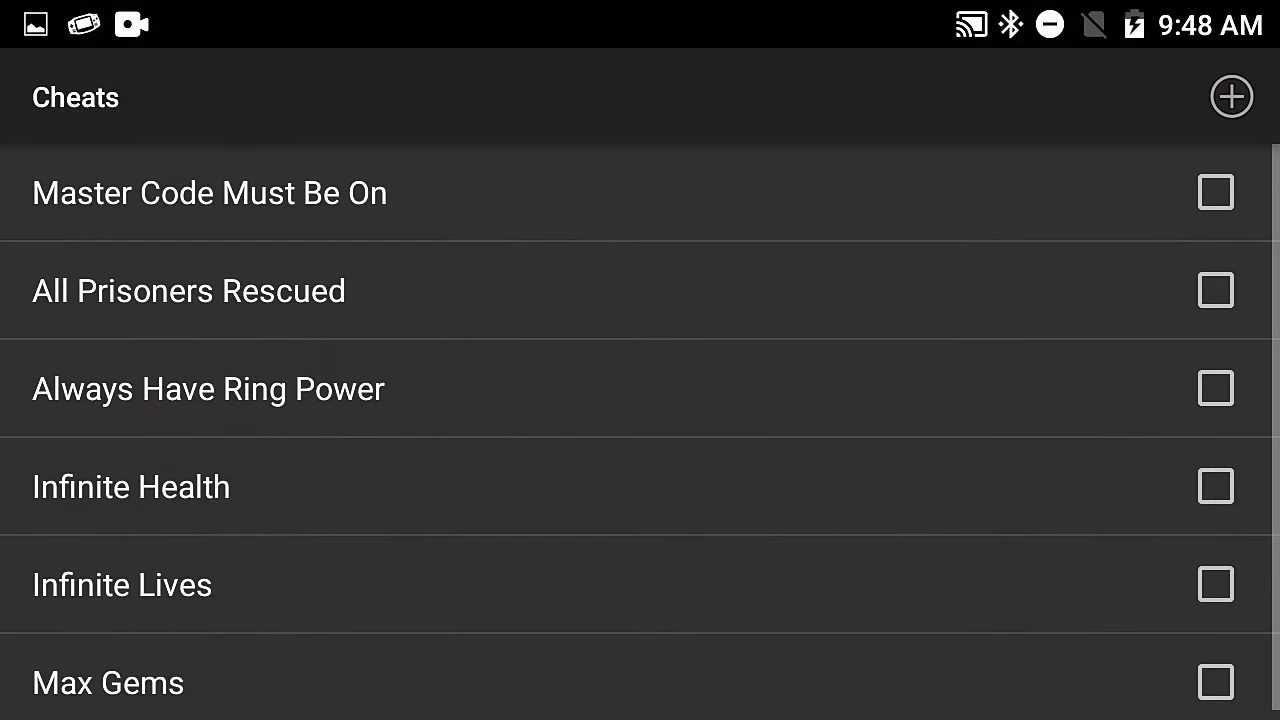 9:48 AM
Cheats
Master Code Must Be On
All Prisoners Rescued
Always Have Ring Power
Infinite Health
Infinite Lives
Max Gems